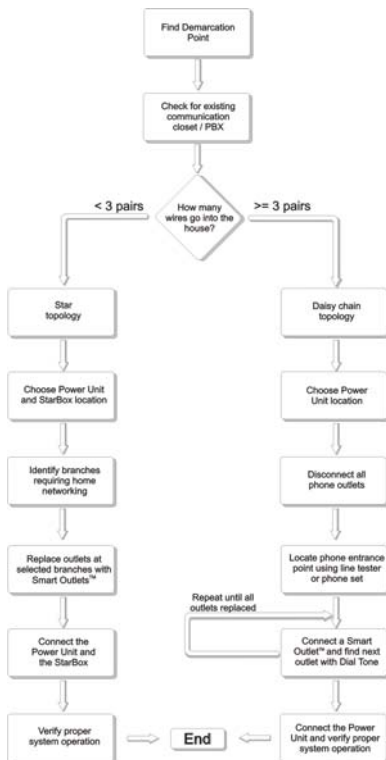 Find Demarcation
Point
Check for existing
communication
closet / PBX
How many
wires go into the
house?
< 3 pairs
>= 3 pairs
Star
topology
Choose Power Unit
and StarBox location
Identify branches
requiring home
networking
Replace outlets at
selected branches with
Smart Outlets™
Connect the
Power Unit and
the StarBox
Verify proper
system operation
Daisy chain
topology
Choose Power
Unit location
Disconnect all
phone outlets
Locate phone entrance
point using line tester
or phone set
Repeat until all
outlets replaced
Connect a Smart
Outlet™ and find next
outlet with Dial Tone
Connect the Power
Unit and verify proper
system operation
End